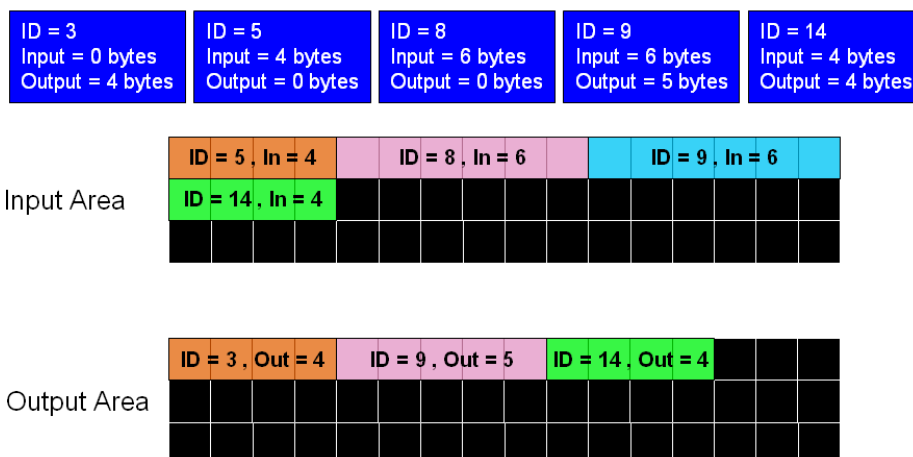 ID = 3
Input = 0 bytes
Output = 4 bytes
ID = 5
Input = 4 bytes
Output = 0 bytes
ID = 8
Input = 6 bytes
Output = 0 bytes
ID = 9
Input = 6 bytes
Output = 5 bytes
ID = 14
Input = 4 bytes
Output = 4 bytes
Input Area
ID = 5 , In = 4
ID = 8 , In = 6
ID = 9 , In = 6
ID = 14 , In = 4
Output Area
ID = 3 , Out = 4
ID = 9 , Out = 5
ID = 14 , Out = 4